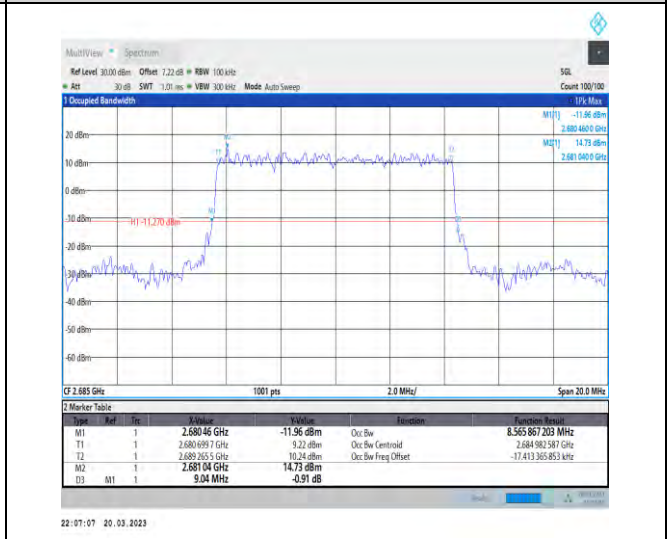 MultiView Spectrum
Ref Level 30.00 dBm Offset 7.22 dB RBW 100 kHz SGL
Att 30 dB SWT 1.01 ms VBW 300 kHz Mode Auto Sweep Count 100/100
1 Occupied Bandwidth 1Pk Max
M1[1] -11.96 dBm
2.680 460 0 GHz
M2[1] 14.73 dBm
2.681 040 0 GHz
20 dBm
10 dBm
0 dBm
-10 dBm
H1 -11.270 dBm
-20 dBm
-30 dBm
-40 dBm
-50 dBm
-60 dBm
M2
T1
T2
M1
D3
CF 2.685 GHz 1001 pts 2.0 MHz/ Span 20.0 MHz
2 Marker Table
Type Ref Trc X-Value Y-Value Function Function Result
M1 1 2.680 46 GHz -11.96 dBm Occ Bw 8.565 867 203 MHz
T1 1 2.680 699 7 GHz 9.22 dBm Occ Bw Centroid 2.684 982 587 GHz
T2 1 2.689 265 5 GHz 10.24 dBm Occ Bw Freq Offset -17.413 365 853 kHz
M2 1 2.681 04 GHz 14.73 dBm
D3 M1 1 9.04 MHz -0.91 dB
22:07:07 20.03.2023